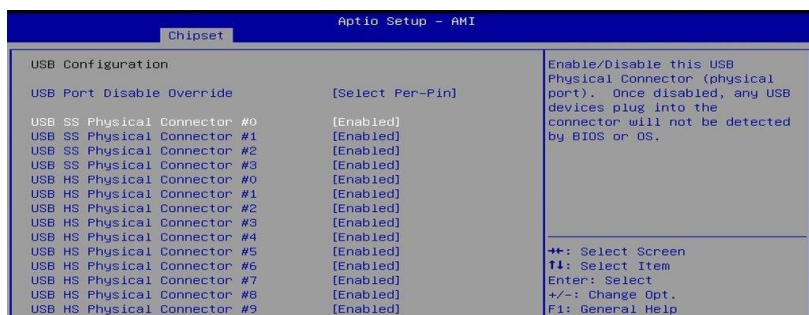 Aptio Setup – AMI
Chipset
USB Configuration
USB Port Disable Override [Select Per-Pin]
USB SS Physical Connector #0 [Enabled]
USB SS Physical Connector #1 [Enabled]
USB SS Physical Connector #2 [Enabled]
USB SS Physical Connector #3 [Enabled]
USB HS Physical Connector #0 [Enabled]
USB HS Physical Connector #1 [Enabled]
USB HS Physical Connector #2 [Enabled]
USB HS Physical Connector #3 [Enabled]
USB HS Physical Connector #4 [Enabled]
USB HS Physical Connector #5 [Enabled]
USB HS Physical Connector #6 [Enabled]
USB HS Physical Connector #7 [Enabled]
USB HS Physical Connector #8 [Enabled]
USB HS Physical Connector #9 [Enabled]
Enable/Disable this USB
Physical Connector (physical
port). Once disabled, any USB
devices plug into the
connector will not be detected
by BIOS or OS.
→←: Select Screen
↑↓: Select Item
Enter: Select
+/-: Change Opt.
F1: General Help